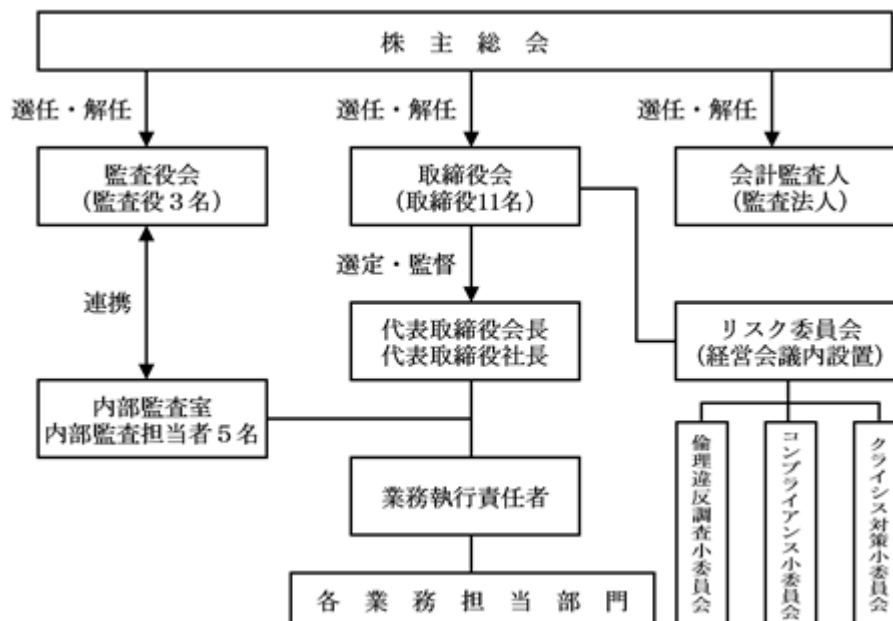 株主総会
選任・解任
選任・解任
選任・解任
監査役会
(監査役3名)
取締役会
(取締役11名)
会計監査人
(監査法人)
連携
選定・監督
代表取締役会長
代表取締役社長
リスク委員会
(経営会議内設置)
内部監査室
内部監査担当者5名
業務執行責任者
倫理違反調査小委員会
コンプライアンス小委員会
クライシス対策小委員会
各業務担当部門